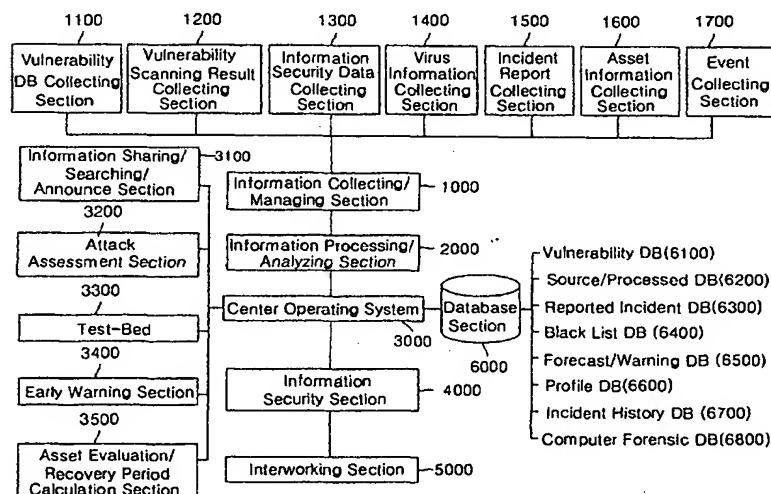 1100
1200
1300
1400
1500
1600
1700
Vulnerability
DB Collecting
Section
Vulnerability
Scanning Result
Collecting
Section
Information
Security Data
Collecting
Section
Virus
Information
Collecting
Section
Incident
Report
Collecting
Section
Asset
Information
Collecting
Section
Event
Collecting
Section
Information Sharing/
Searching/
Announce Section
3100
3200
Attack
Assessment Section
3300
Test-Bed
3400
Early Warning Section
3500
Asset Evaluation/
Recovery Period
Calculation Section
Information Collecting/
Managing Section
1000
Information Processing/
Analyzing Section
2000
Center Operating System
3000
Information
Security Section
4000
Interworking Section
5000
Database
Section
6000
Vulnerability DB(6100)
Source/Processed DB(6200)
Reported Incident DB(6300)
Black List DB (6400)
Forecast/Warning DB (6500)
Profile DB(6600)
Incident History DB (6700)
Computer Forensic DB(6800)